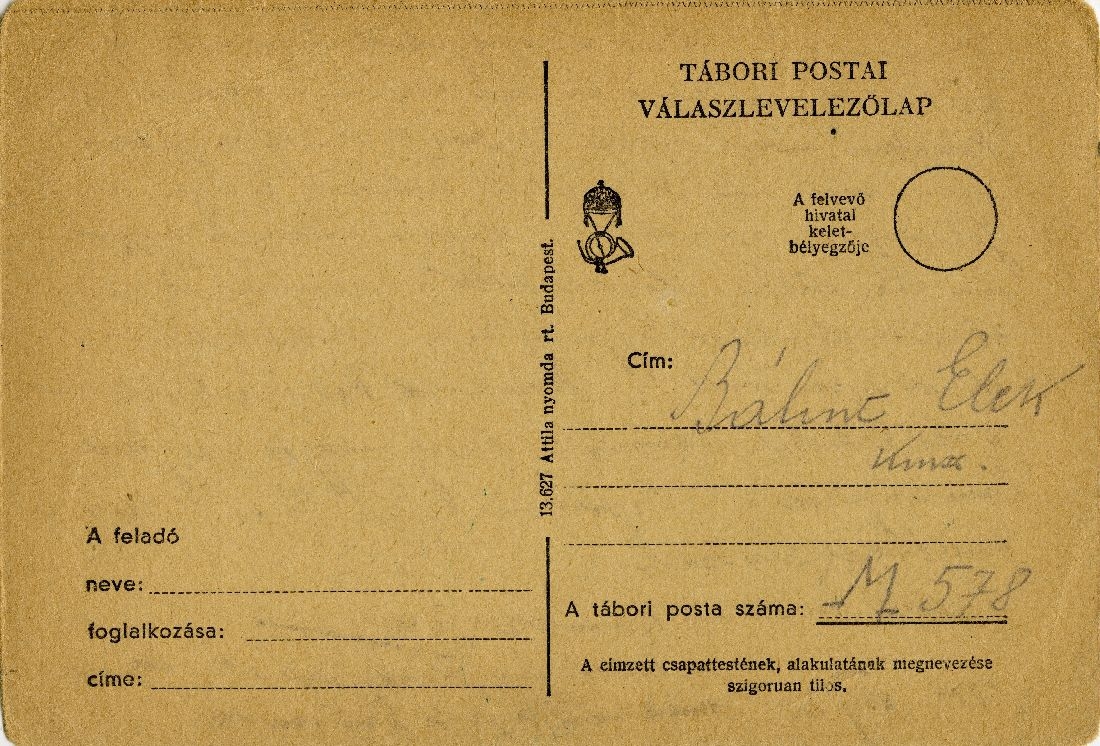 TÁBORI POSTAI
VÁLASZLEVELEZŐLAP
A felvevő
hivatal
kelet-
bélyegzője
13.627 Attila nyomda rt. Budapest.
Cím: Bálint Elek
A feladó
neve:
foglalkozása:
címe:
A tábori posta száma: M 578
A címzett csapattestének, alakulatának megnevezése
szigoruan tilos.